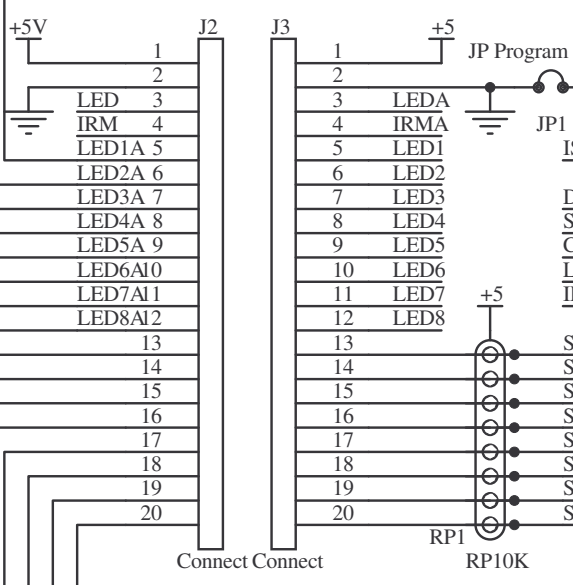 +5V J2 J3 +5
JP Program
1 1
2 2
LED 3 3 LEDA
IRM 4 4 IRMA JP1
LED1A 5 5 LED1
LED2A 6 6 LED2
LED3A 7 7 LED3
LED4A 8 8 LED4
LED5A 9 9 LED5
LED6A10 10 LED6
LED7A11 11 LED7 +5
LED8A12 12 LED8
13 13
14 14
15 15
16 16
17 17
18 18
19 19
20 20
RP1
Connect Connect RP10K